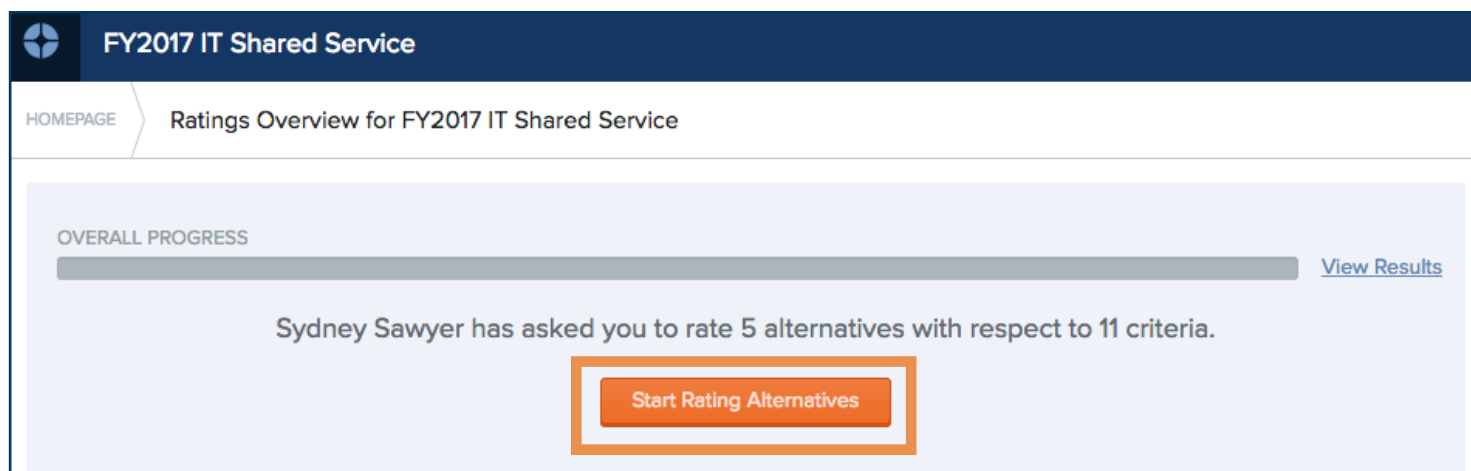 FY2017 IT Shared Service
HOMEPAGE
Ratings Overview for FY2017 IT Shared Service
OVERALL PROGRESS
View Results
Sydney Sawyer has asked you to rate 5 alternatives with respect to 11 criteria.
Start Rating Alternatives